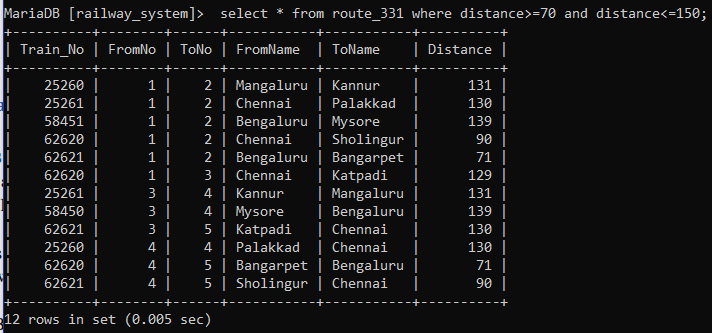 MariaDB [railway_system]>  select * from route_331 where distance>=70 and distance<=150;
+----------+--------+------+-----------+-----------+----------+
| Train_No | FromNo | ToNo | FromName  | ToName    | Distance |
+----------+--------+------+-----------+-----------+----------+
|    25260 |      1 |    2 | Mangaluru | Kannur    |      131 |
|    25261 |      1 |    2 | Chennai   | Palakkad  |      130 |
|    58451 |      1 |    2 | Bengaluru | Mysore    |      139 |
|    62620 |      1 |    2 | Chennai   | Sholingur |       90 |
|    62621 |      1 |    2 | Bengaluru | Bangarpet |       71 |
|    62620 |      1 |    3 | Chennai   | Katpadi   |      129 |
|    25261 |      3 |    4 | Kannur    | Mangaluru |      131 |
|    58450 |      3 |    4 | Mysore    | Bengaluru |      139 |
|    62621 |      3 |    5 | Katpadi   | Chennai   |      130 |
|    25260 |      4 |    4 | Palakkad  | Chennai   |      130 |
|    62620 |      4 |    5 | Bangarpet | Bengaluru |       71 |
|    62621 |      4 |    5 | Sholingur | Chennai   |       90 |
+----------+--------+------+-----------+-----------+----------+
12 rows in set (0.005 sec)